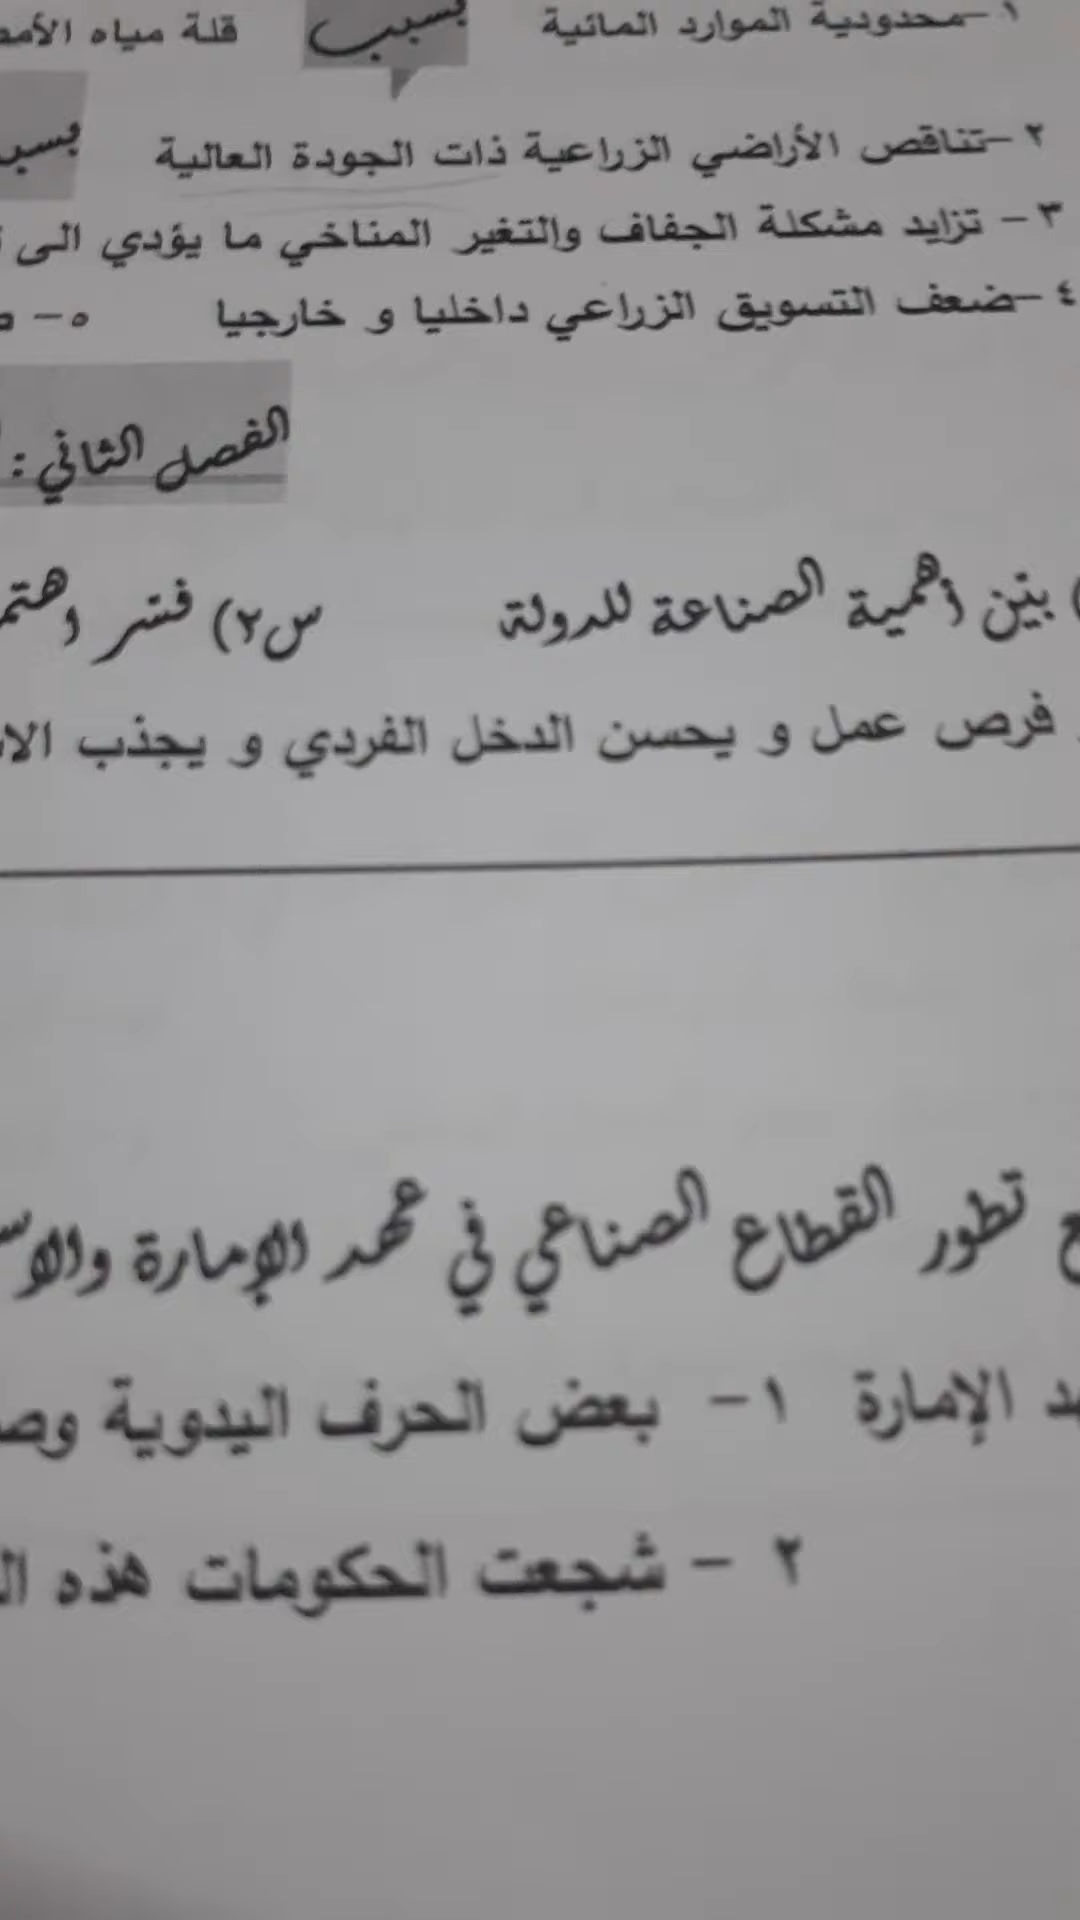 ١- محدودية الموارد المائية بسبب قلة مياه
٢- تناقص الأراضي الزراعية ذات الجودة العالية
٣- تزايد مشكلة الجفاف والتغير المناخي ما يؤدي الى
٤- ضعف التسويق الزراعي داخليا و خارجيا ٥-
الفصل الثاني :
بين أهمية الصناعة للدولة س٢) فسر
فرص عمل و يحسن الدخل الفردي و يجذب
تطور القطاع الصناعي في عهد الإمارة
الإمارة ١- بعض الحرف اليدوية
٢- شجعت الحكومات هذه